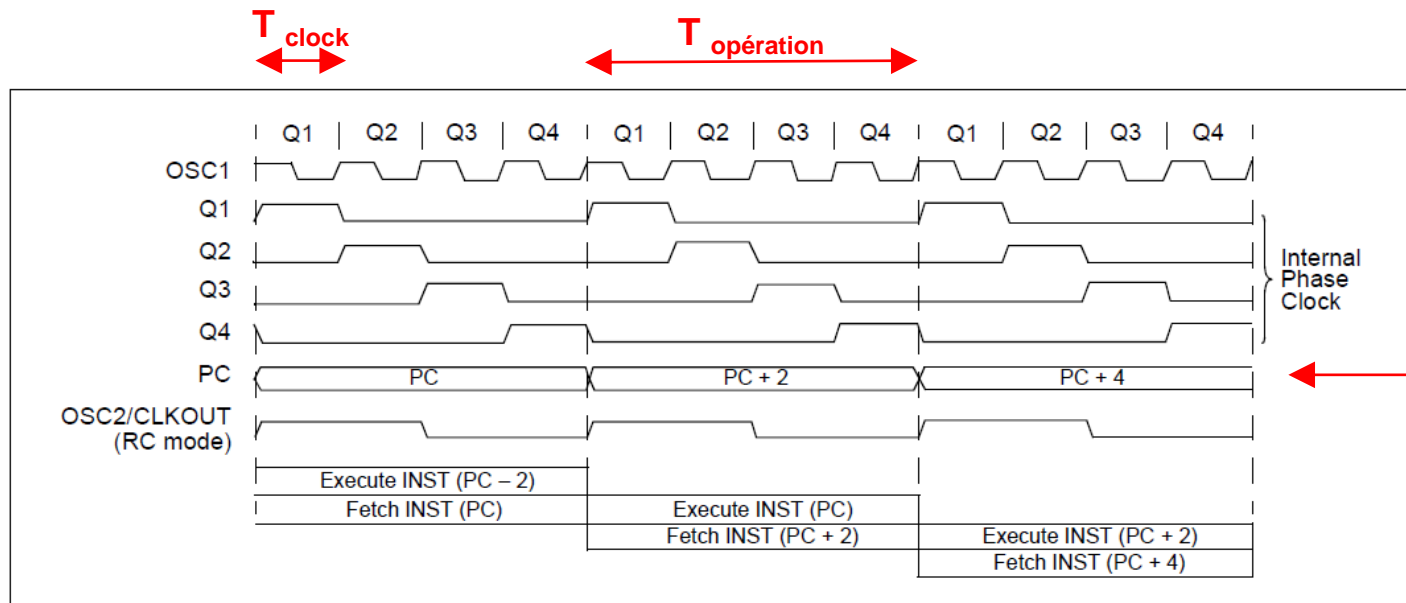 T clock
T opération
Q1 Q2 Q3 Q4 Q1 Q2 Q3 Q4 Q1 Q2 Q3 Q4
OSC1
Q1
Q2
Q3
Q4
Internal
Phase
Clock
PC
PC
PC + 2
PC + 4
OSC2/CLKOUT
(RC mode)
Execute INST (PC – 2)
Fetch INST (PC)
Execute INST (PC)
Fetch INST (PC + 2)
Execute INST (PC + 2)
Fetch INST (PC + 4)